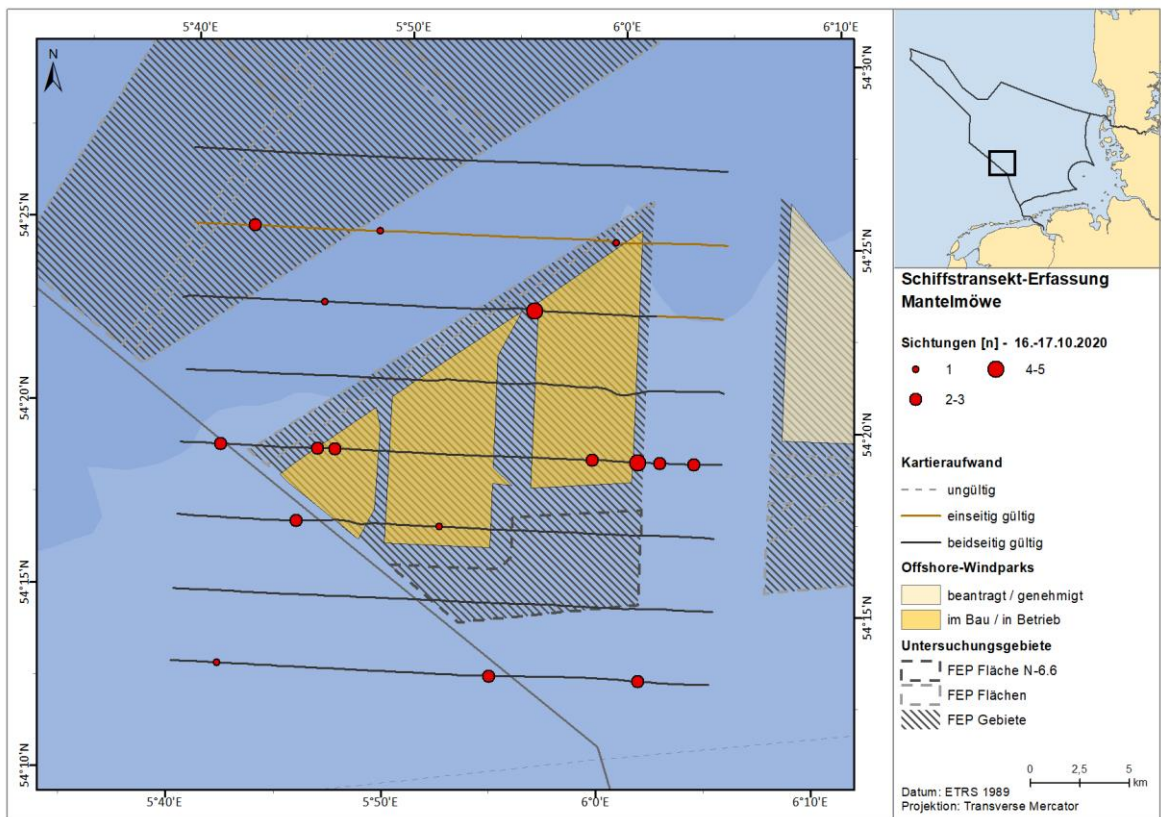 5°40'E 5°50'E 6°0'E 6°10'E
N
54°30'N
54°25'N
54°25'N
54°20'N
54°20'N
54°15'N
54°15'N
54°10'N
5°40'E 5°50'E 6°0'E 6°10'E
Schiffstransekt-Erfassung
Mantelmöwe
Sichtungen [n] - 16.-17.10.2020
1 4-5
2-3
Kartieraufwand
ungültig
einseitig gültig
beidseitig gültig
Offshore-Windparks
beantragt / genehmigt
im Bau / in Betrieb
Untersuchungsgebiete
FEP Fläche N-6.6
FEP Flächen
FEP Gebiete
0 2,5 5
km
Datum: ETRS 1989
Projektion: Transverse Mercator